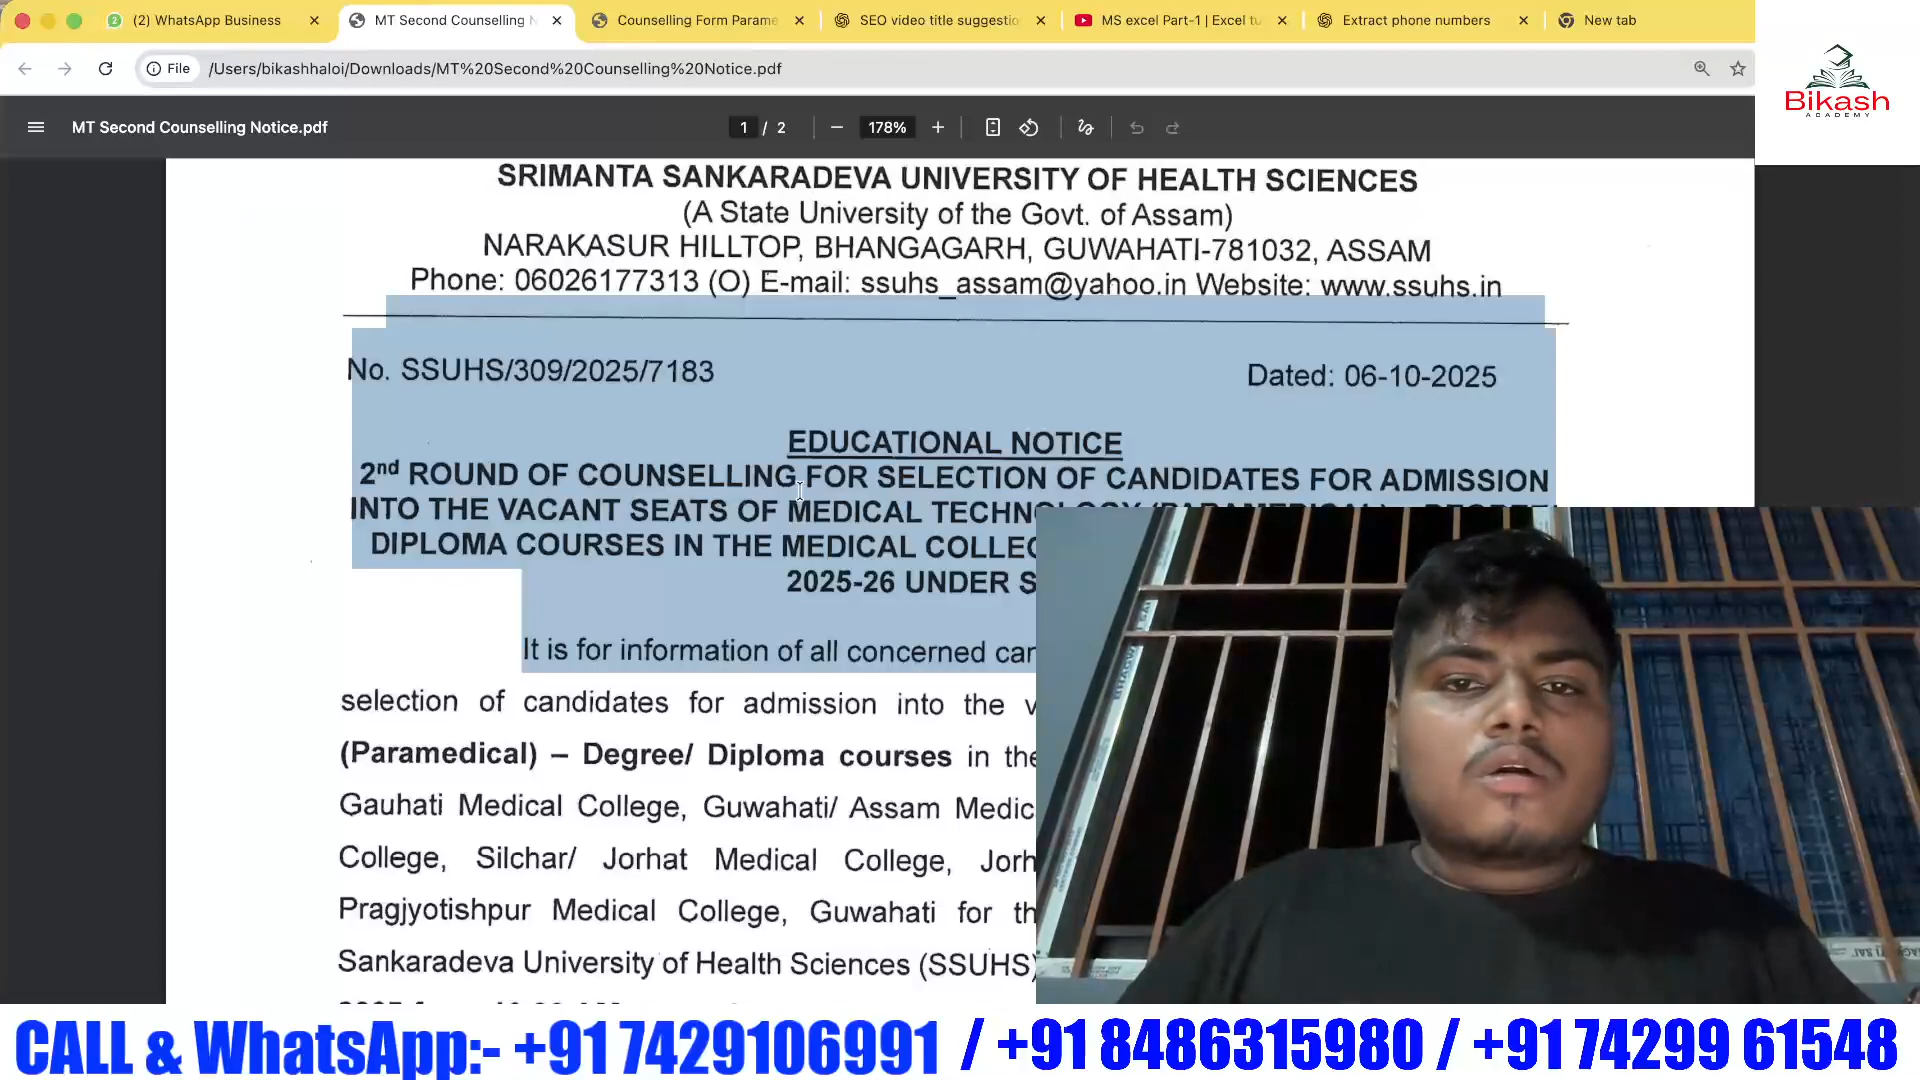 (2) WhatsApp Business
MT Second Counselling N
Counselling Form Parame
SEO video title suggestio
MS excel Part-1 | Excel tu
Extract phone numbers
New tab
File /Users/bikashhaloi/Downloads/MT%20Second%20Counselling%20Notice.pdf
Bikash
ACADEMY
MT Second Counselling Notice.pdf
1 / 2
178%
SRIMANTA SANKARADEVA UNIVERSITY OF HEALTH SCIENCES
(A State University of the Govt. of Assam)
NARAKASUR HILLTOP, BHANGAGARH, GUWAHATI-781032, ASSAM
Phone: 06026177313 (O) E-mail: ssuhs_assam@yahoo.in Website: www.ssuhs.in
No. SSUHS/309/2025/7183 Dated: 06-10-2025
EDUCATIONAL NOTICE
2nd ROUND OF COUNSELLING FOR SELECTION OF CANDIDATES FOR ADMISSION
INTO THE VACANT SEATS OF MEDICAL
DIPLOMA COURSES IN THE MEDICAL
2025-26 UNDER
It is for information of all concerned
selection of candidates for admission into the
(Paramedical) – Degree/ Diploma courses in the
Gauhati Medical College, Guwahati/ Assam
College, Silchar/ Jorhat Medical College,
Pragjyotishpur Medical College, Guwahati for
Sankaradeva University of Health Sciences (SSUHS)
CALL & WhatsApp:- +91 7429106991 / +91 8486315980 / +91 74299 61548